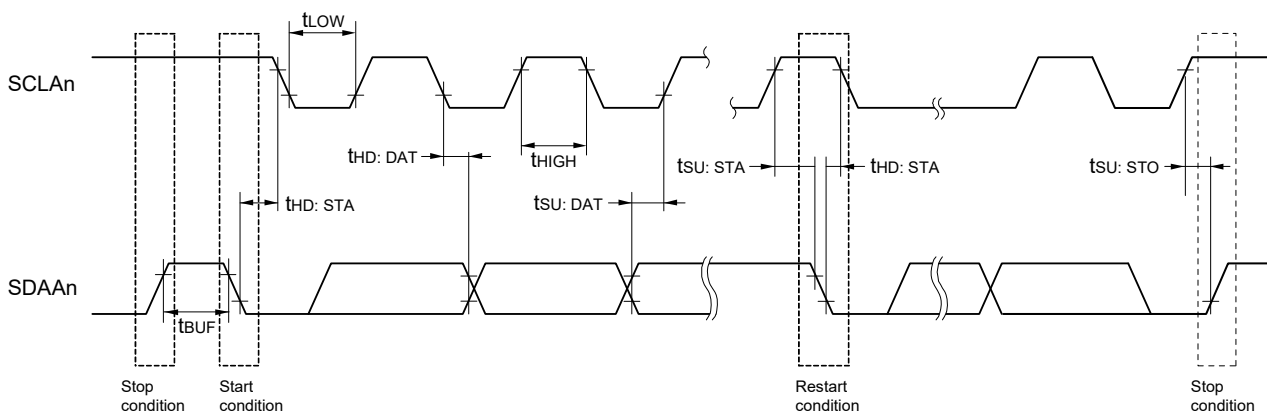 tLOW
SCLAn
tHD: DAT
tHIGH
tSU: STA
tHD: STA
tSU: STO
tHD: STA
tSU: DAT
SDAAn
tBUF
Stop
condition
Start
condition
Restart
condition
Stop
condition